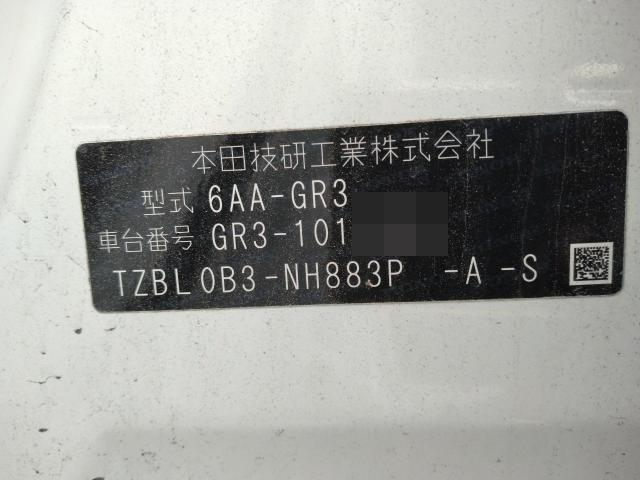 本田技研工業株式会社
型式 6AA-GR3
車台番号 GR3-101
TZBL0B3-NH883P -A -S